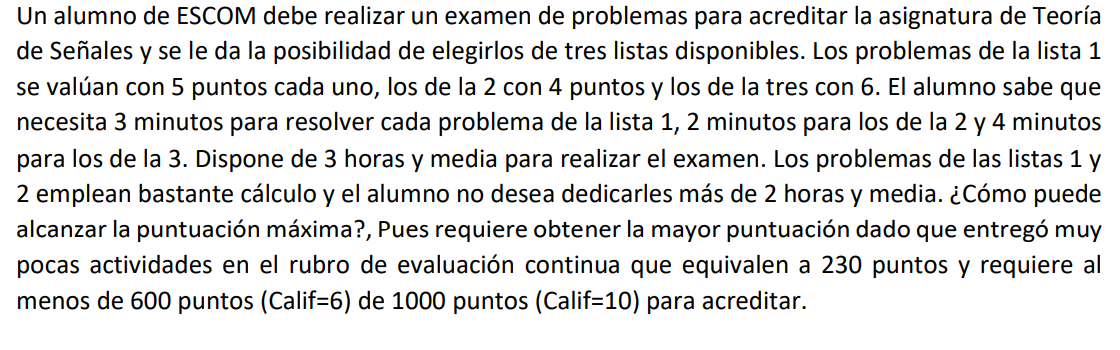 Un alumno de ESCOM debe realizar un examen de problemas para acreditar la asignatura de Teoría
de Señales y se le da la posibilidad de elegirlos de tres listas disponibles. Los problemas de la lista 1
se valúan con 5 puntos cada uno, los de la 2 con 4 puntos y los de la tres con 6. El alumno sabe que
necesita 3 minutos para resolver cada problema de la lista 1, 2 minutos para los de la 2 y 4 minutos
para los de la 3. Dispone de 3 horas y media para realizar el examen. Los problemas de las listas 1 y
2 emplean bastante cálculo y el alumno no desea dedicarles más de 2 horas y media. ¿Cómo puede
alcanzar la puntuación máxima?, Pues requiere obtener la mayor puntuación dado que entregó muy
pocas actividades en el rubro de evaluación continua que equivalen a 230 puntos y requiere al
menos de 600 puntos (Calif=6) de 1000 puntos (Calif=10) para acreditar.